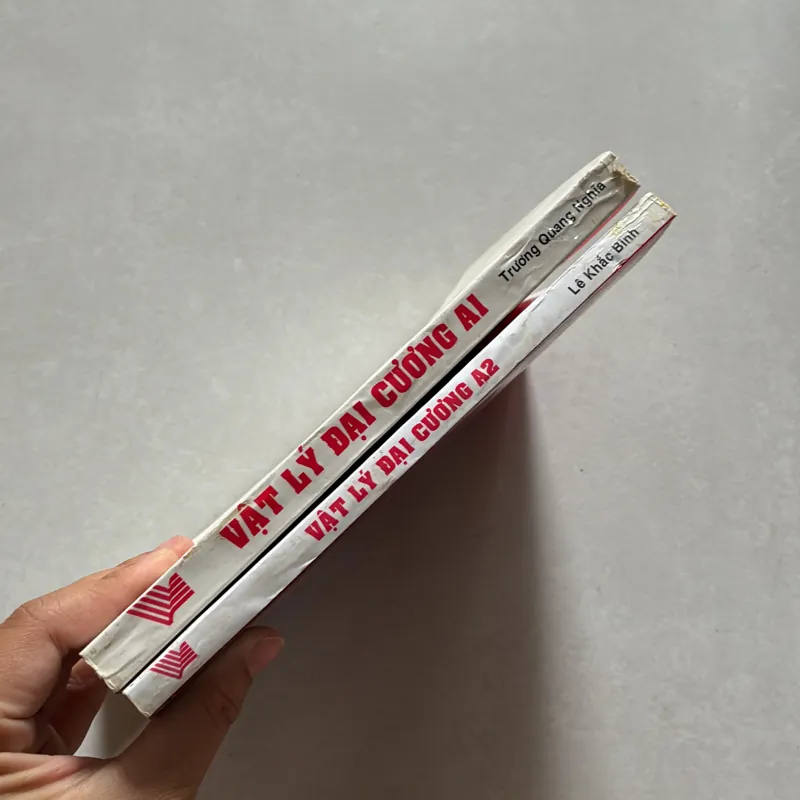 VẬT LÝ ĐẠI CƯƠNG A1 Trương Quang Nghĩa
VẬT LÝ ĐẠI CƯƠNG A2 Lê Khắc Bình